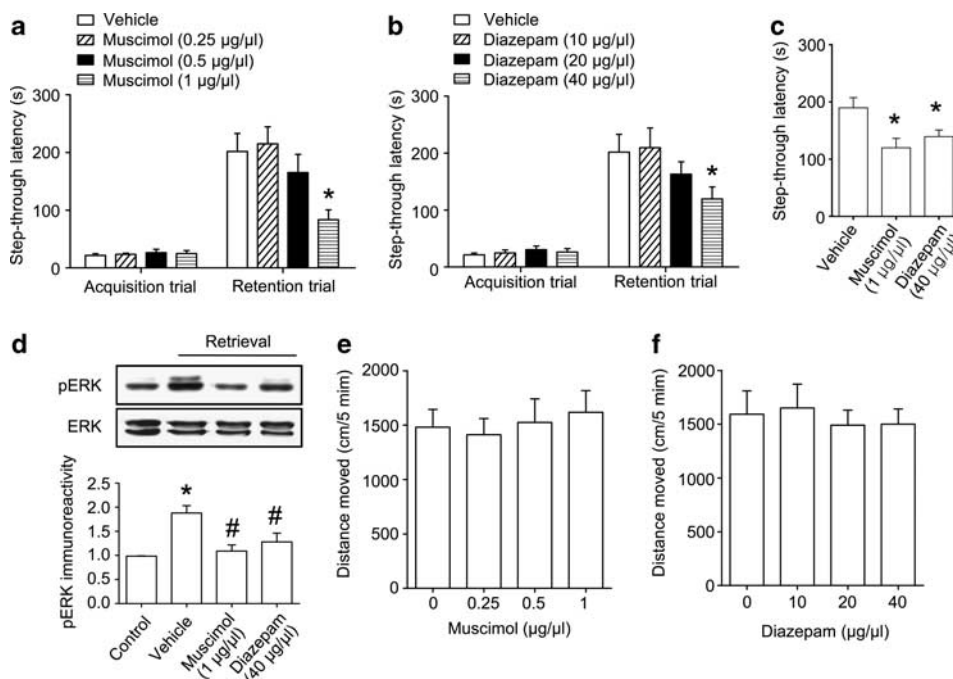 a
Vehicle
Muscimol (0.25 µg/µl)
Muscimol (0.5 µg/µl)
Muscimol (1 µg/µl)
Step-through latency (s)
300
200
100
0
*
Acquisition trial
Retention trial
b
Vehicle
Diazepam (10 µg/µl)
Diazepam (20 µg/µl)
Diazepam (40 µg/µl)
Step-through latency (s)
300
200
100
0
*
Acquisition trial
Retention trial
c
Step-through latency (s)
300
200
100
0
*
*
Vehicle
Muscimol
(1 µg/µl)
Diazepam
(40 µg/µl)
d
Retrieval
pERK
ERK
pERK immunoreactivity
2.5
2.0
1.5
1.0
0.5
0.0
*
#
#
Control
Vehicle
Muscimol
(1 µg/µl)
Diazepam
(40 µg/µl)
e
Distance moved (cm/5 mim)
2000
1500
1000
500
0
0 0.25 0.5 1
Muscimol (µg/µl)
f
Distance moved (cm/5 mim)
2000
1500
1000
500
0
0 10 20 40
Diazepam (µg/µl)